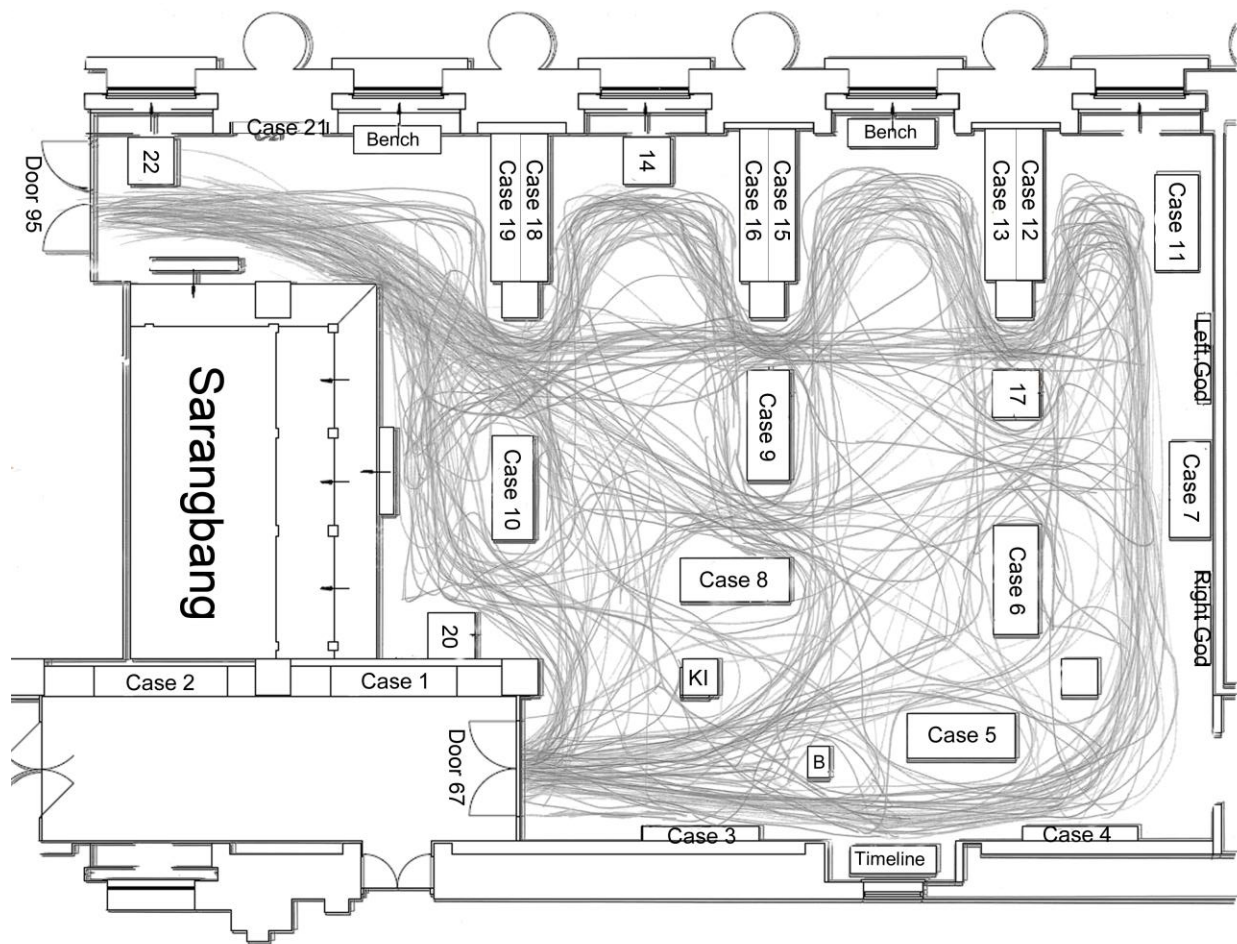 Case 21
Bench
Bench
22
14
Door 95
Case 19
Case 18
Case 16
Case 15
Case 13
Case 12
Case 11
Left God
17
Case 9
Sarangbang
Case 10
Case 7
Case 8
Case 6
Right God
20
KI
Case 2
Case 1
Door 67
Case 5
B
Case 3
Case 4
Timeline